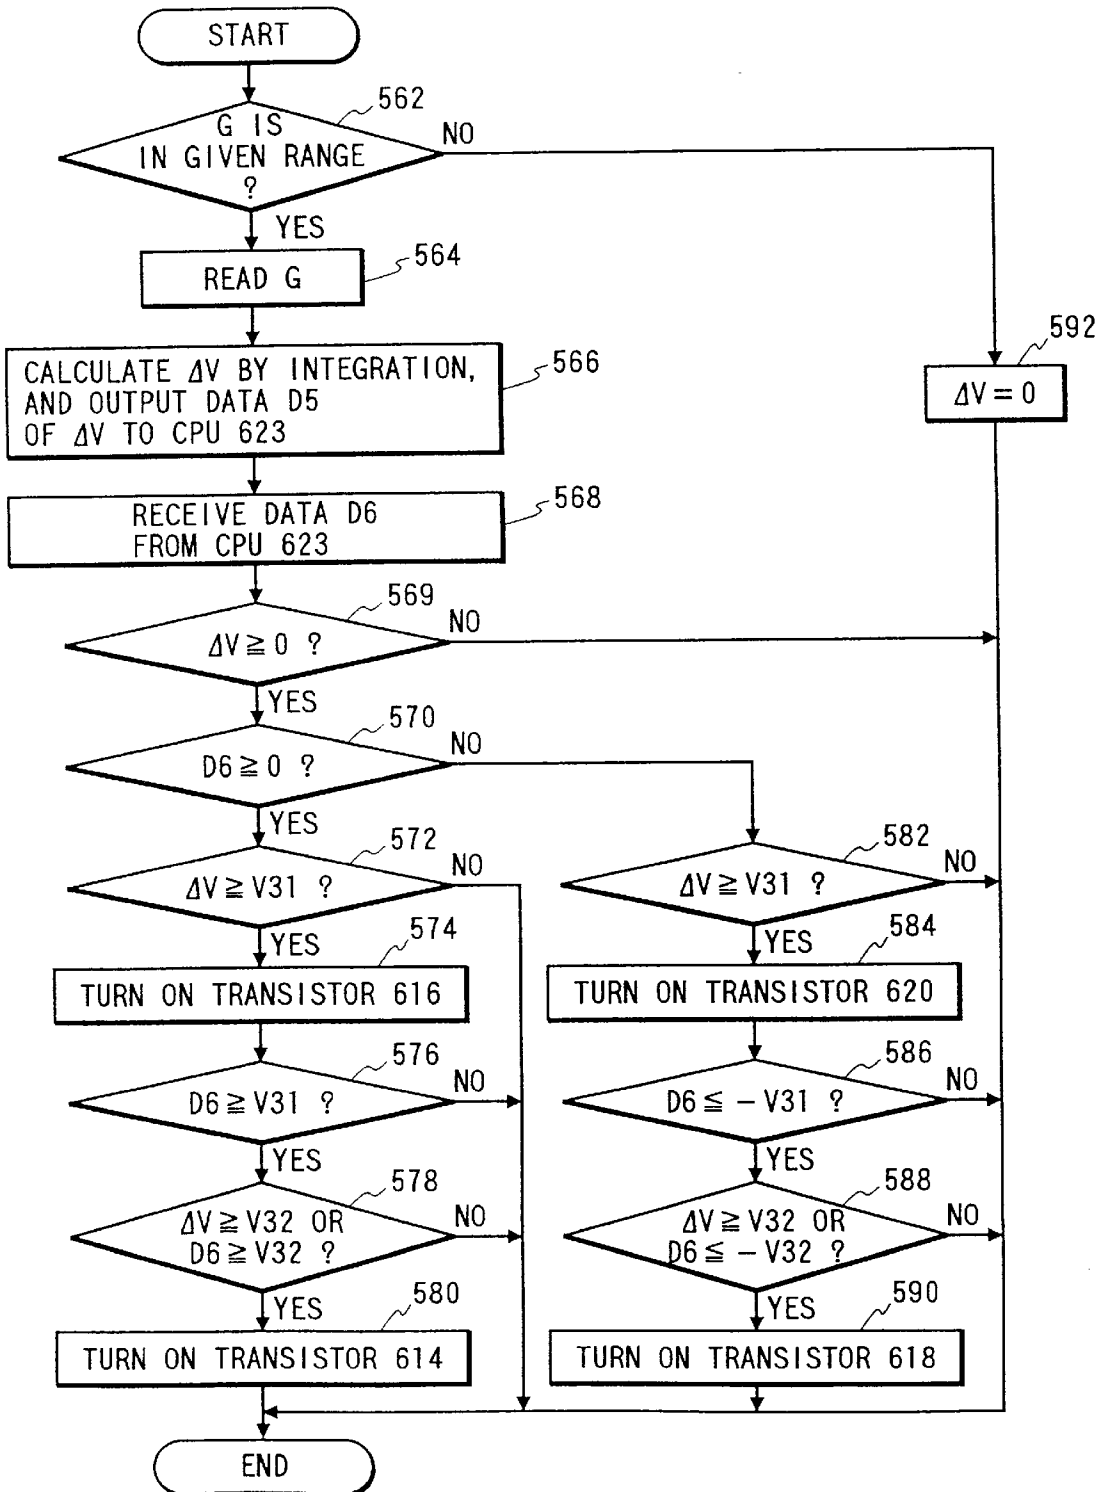 START
562
G IS
IN GIVEN RANGE
?
NO
YES
564
READ G
592
ΔV = 0
566
CALCULATE ΔV BY INTEGRATION,
AND OUTPUT DATA D5
OF ΔV TO CPU 623
568
RECEIVE DATA D6
FROM CPU 623
569
ΔV ≧ 0 ?
NO
YES
570
D6 ≧ 0 ?
NO
YES
572
ΔV ≧ V31 ?
NO
YES
574
TURN ON TRANSISTOR 616
576
D6 ≧ V31 ?
NO
YES
578
ΔV ≧ V32 OR
D6 ≧ V32 ?
NO
YES
580
TURN ON TRANSISTOR 614
582
ΔV ≧ V31 ?
NO
YES
584
TURN ON TRANSISTOR 620
586
D6 ≦ − V31 ?
NO
YES
588
ΔV ≧ V32 OR
D6 ≦ − V32 ?
NO
YES
590
TURN ON TRANSISTOR 618
END